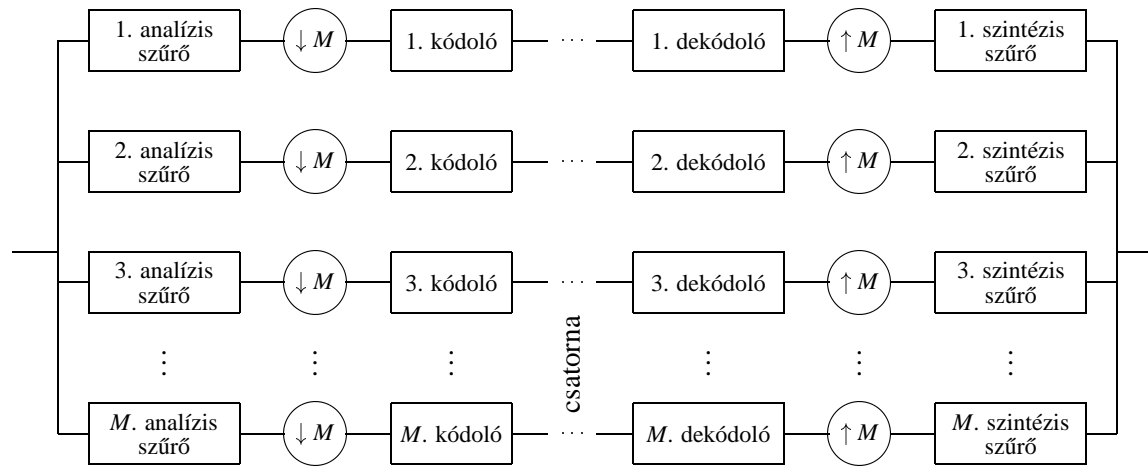 1. analízis
szűrő
↓ M
1. kódoló
···
1. dekódoló
↑ M
1. szintézis
szűrő
2. analízis
szűrő
↓ M
2. kódoló
···
2. dekódoló
↑ M
2. szintézis
szűrő
3. analízis
szűrő
↓ M
3. kódoló
···
3. dekódoló
↑ M
3. szintézis
szűrő
csatorna
M. analízis
szűrő
↓ M
M. kódoló
···
M. dekódoló
↑ M
M. szintézis
szűrő